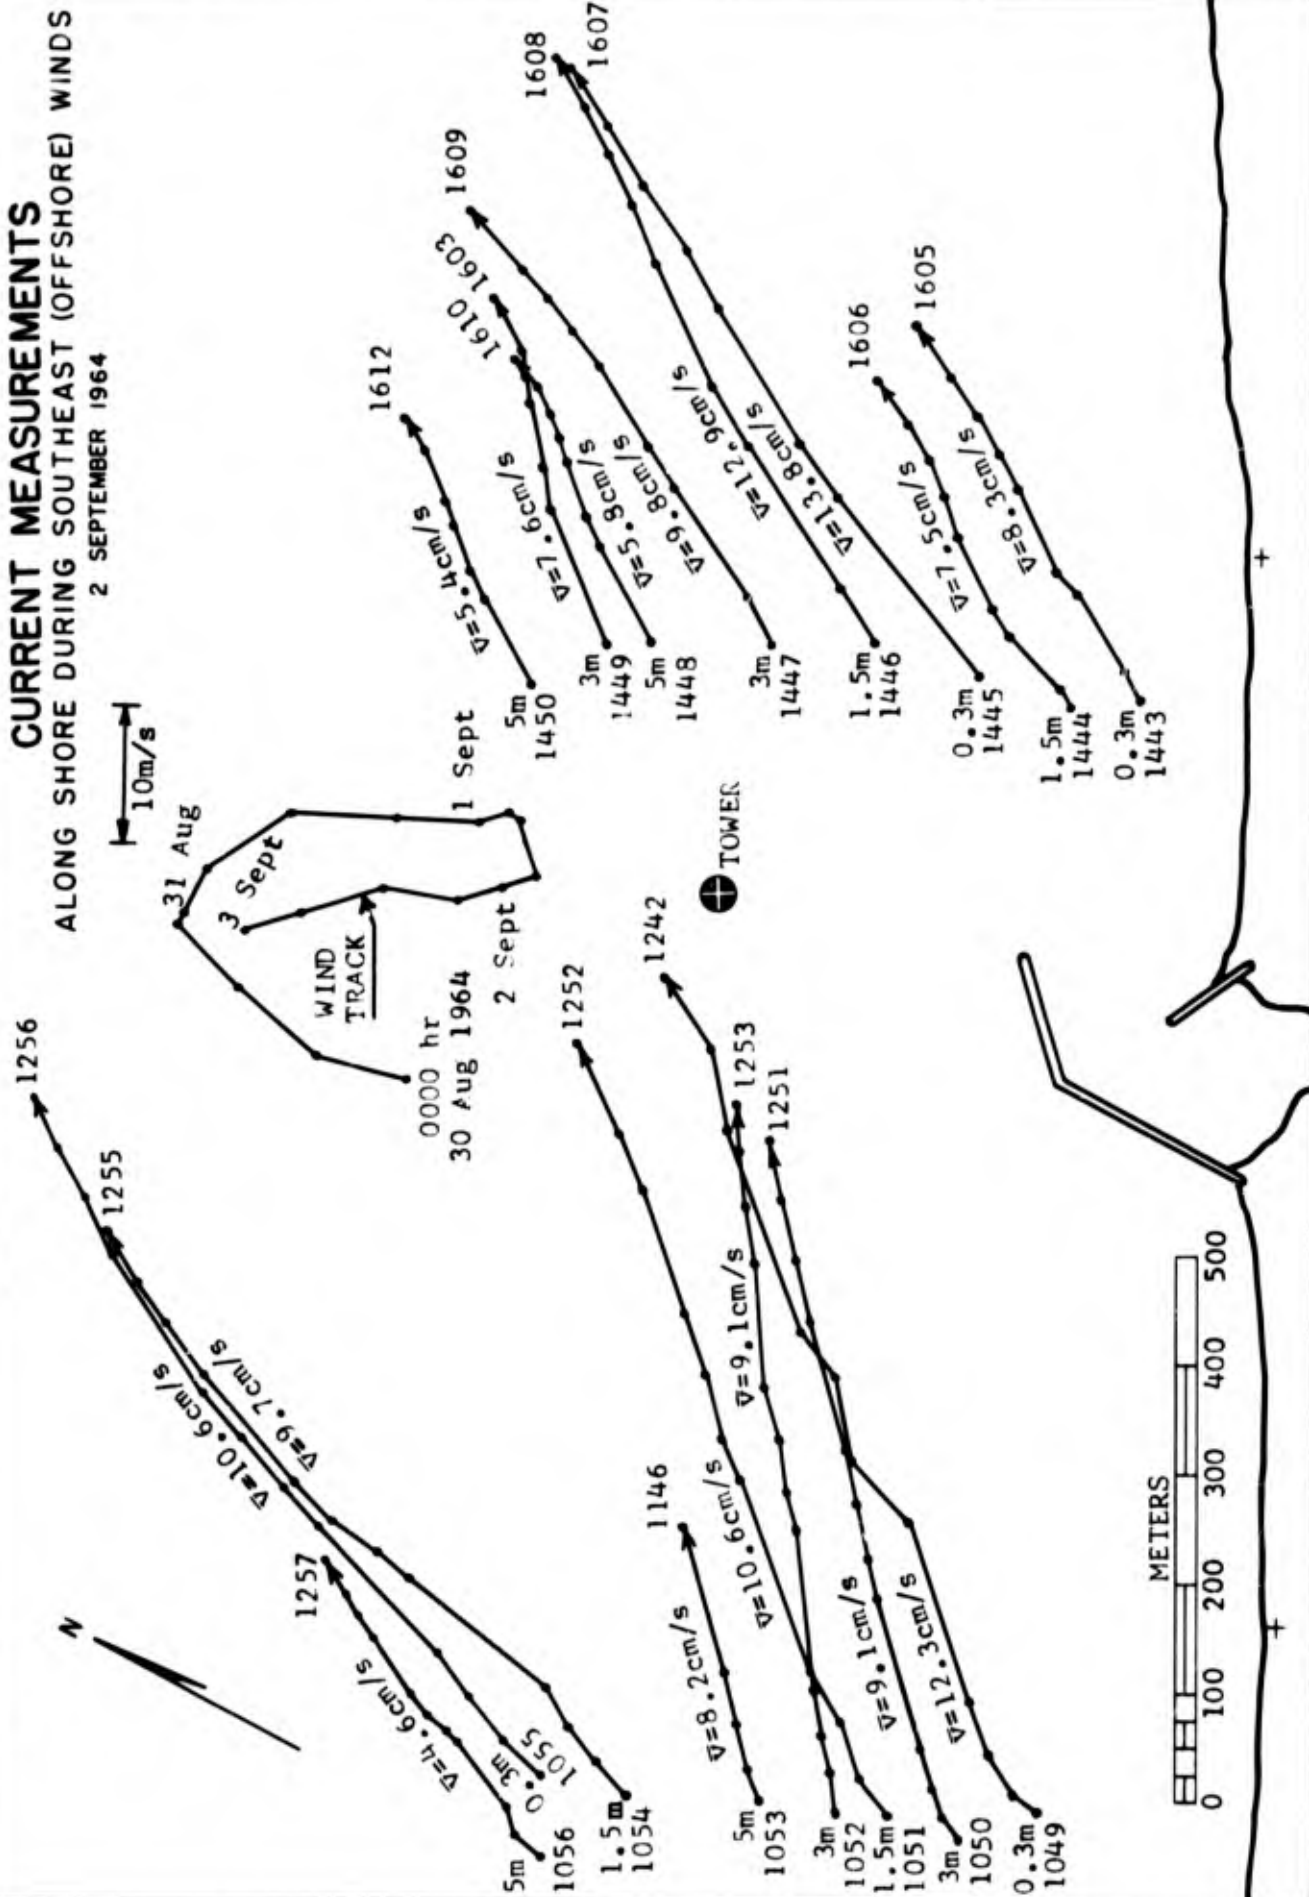 CURRENT MEASUREMENTS
ALONG SHORE DURING SOUTHEAST (OFFSHORE) WINDS
2 SEPTEMBER 1964
10m/s
N
1256
1255
1257
V̄=10.6cm/s
V̄=9.7cm/s
V̄=4.6cm/s
5m
1056
0.3m
1055
1.5m
1054
31 Aug
3 Sept
WIND
TRACK
0000 hr
30 Aug 1964
2 Sept
1 Sept
1612
1610
1603
1609
1608
1607
V̄=5.4cm/s
V̄=7.6cm/s
V̄=5.8cm/s
V̄=9.8cm/s
V̄=12.9cm/s
V̄=13.8cm/s
5m
1450
3m
1449
5m
1448
3m
1447
1.5m
1446
0.3m
1445
1606
1605
V̄=7.5cm/s
V̄=8.3cm/s
1.5m
1444
0.3m
1443
TOWER
1252
1242
1253
1251
1146
V̄=8.2cm/s
V̄=10.6cm/s
V̄=9.1cm/s
V̄=9.1cm/s
V̄=12.3cm/s
5m
1053
3m
1052
1.5m
1051
3m
1050
0.3m
1049
METERS
0 100 200 300 400 500